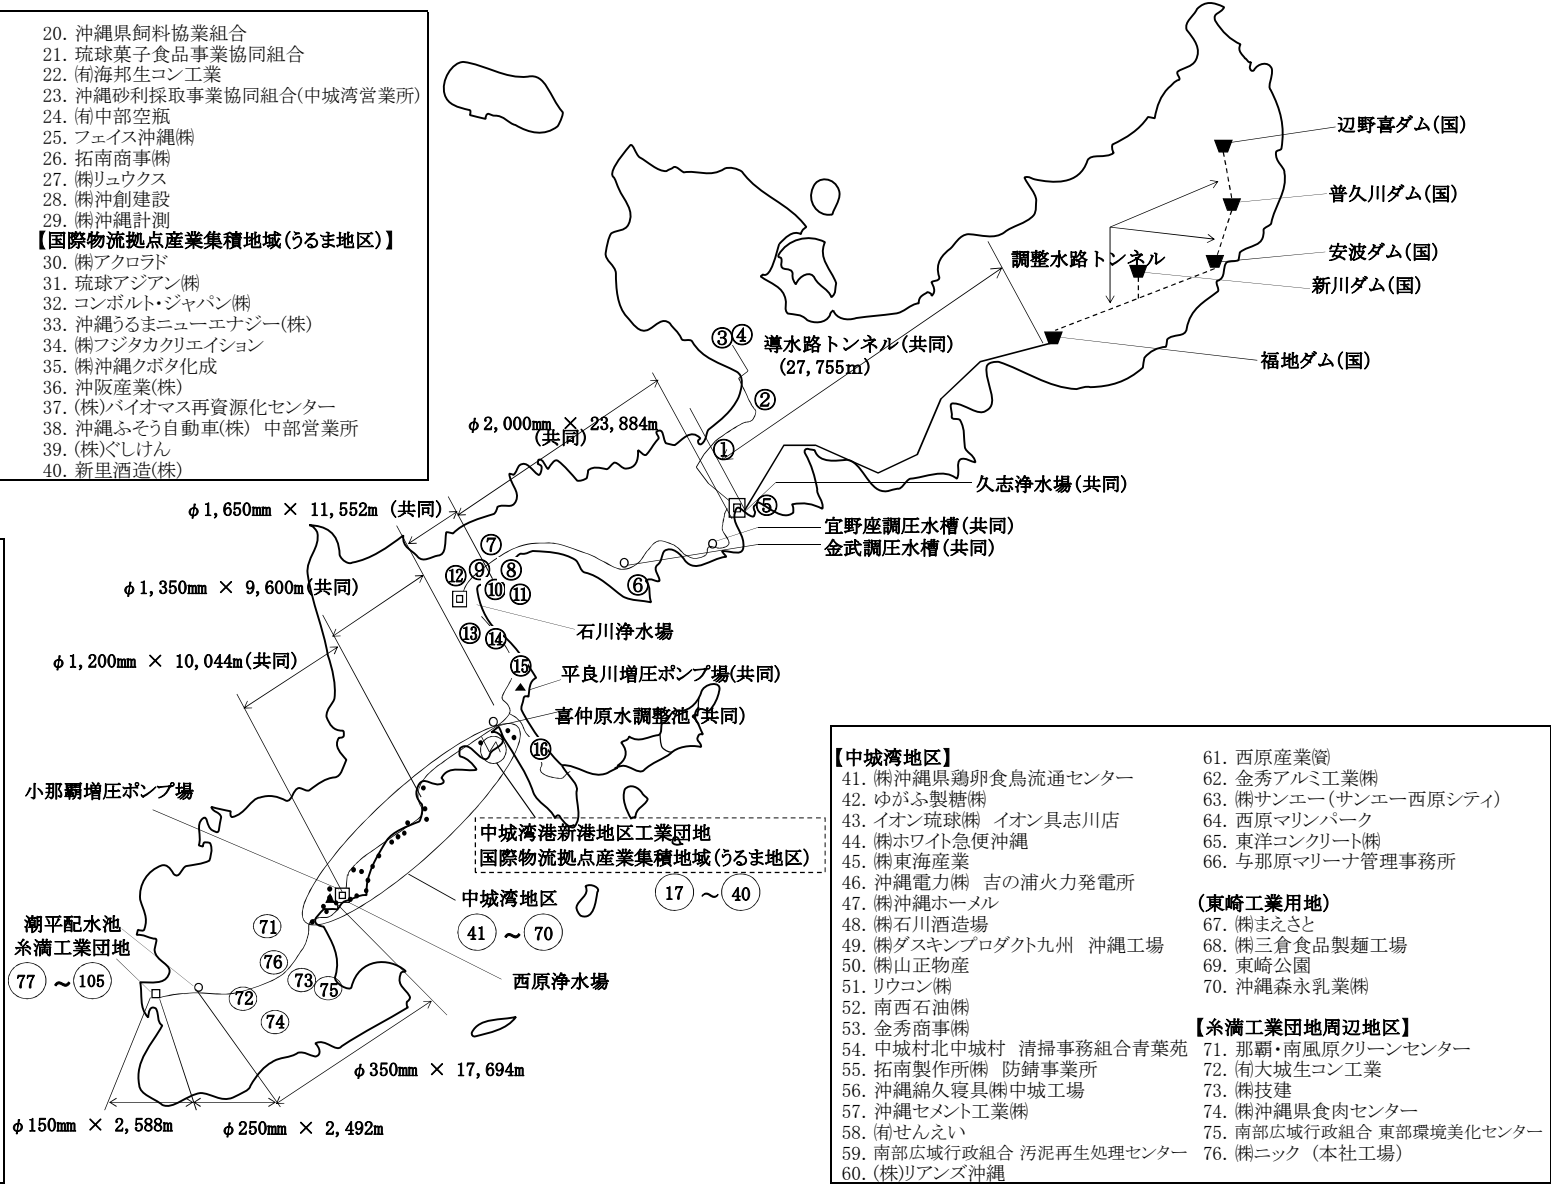 20. 沖縄県飼料協業組合
21. 琉球菓子食品事業協同組合
22. ㈲海邦生コン工業
23. 沖縄砂利採取事業協同組合(中城湾営業所)
24. ㈲中部空瓶
25. フェイス沖縄㈱
26. 拓南商事㈱
27. ㈱リュウクス
28. ㈱沖創建設
29. ㈱沖縄計測
【国際物流拠点産業集積地域(うるま地区)】
30. ㈱アクロラド
31. 琉球アジアン㈱
32. コンボルト・ジャパン㈱
33. 沖縄うるまニューエナジー(株)
34. ㈱フジタカクリエイション
35. ㈱沖縄クボタ化成
36. 沖阪産業(株)
37. (株)バイオマス再資源化センター
38. 沖縄ふそう自動車(株) 中部営業所
39. (株)ぐしけん
40. 新里酒造(株)
辺野喜ダム(国)
普久川ダム(国)
安波ダム(国)
新川ダム(国)
福地ダム(国)
調整水路トンネル
導水路トンネル(共同)
(27,755m)
③④
②
①
⑤
φ2,000mm × 23,884m
(共同)
久志浄水場(共同)
宜野座調圧水槽(共同)
金武調圧水槽(共同)
φ1,650mm × 11,552m (共同)
⑦
⑨ ⑧
⑫
⑩ ⑪
⑥
φ1,350mm × 9,600m(共同)
石川浄水場
⑬ ⑭
⑮
φ1,200mm × 10,044m(共同)
平良川増圧ポンプ場(共同)
喜仲原水調整池(共同)
⑯
小那覇増圧ポンプ場
中城湾港新港地区工業団地
国際物流拠点産業集積地域(うるま地区)
17 ～ 40
中城湾地区
41 ～ 70
潮平配水池
糸満工業団地
77 ～ 105
西原浄水場
71
76
73 75
72
74
φ350mm × 17,694m
φ150mm × 2,588m
φ250mm × 2,492m
【中城湾地区】
41. ㈱沖縄県鶏卵食鳥流通センター
42. ゆがふ製糖㈱
43. イオン琉球㈱ イオン具志川店
44. ㈱ホワイト急便沖縄
45. ㈱東海産業
46. 沖縄電力㈱ 吉の浦火力発電所
47. ㈱沖縄ホーメル
48. ㈱石川酒造場
49. ㈱ダスキンプロダクト九州 沖縄工場
50. ㈱山正物産
51. リウコン㈱
52. 南西石油㈱
53. 金秀商事㈱
54. 中城村北中城村 清掃事務組合青葉苑
55. 拓南製作所㈱ 防錆事業所
56. 沖縄綿久寝具㈱中城工場
57. 沖縄セメント工業㈱
58. ㈲せんえい
59. 南部広域行政組合 汚泥再生処理センター
60. (株)リアンズ沖縄
61. 西原産業㈾
62. 金秀アルミ工業㈱
63. ㈱サンエー(サンエー西原シティ)
64. 西原マリンパーク
65. 東洋コンクリート㈱
66. 与那原マリーナ管理事務所
(東崎工業用地)
67. ㈱まえさと
68. ㈱三倉食品製麺工場
69. 東崎公園
70. 沖縄森永乳業㈱
【糸満工業団地周辺地区】
71. 那覇・南風原クリーンセンター
72. ㈲大城生コン工業
73. ㈱技建
74. ㈱沖縄県食肉センター
75. 南部広域行政組合 東部環境美化センター
76. ㈱ニック (本社工場)